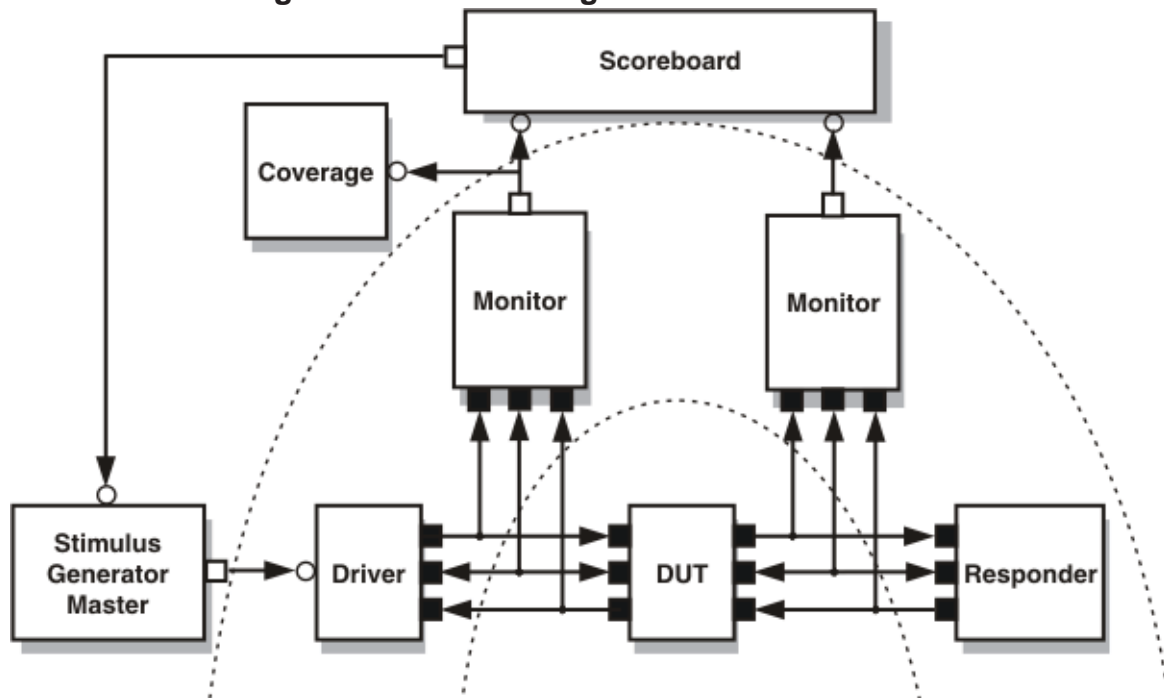 Scoreboard
Coverage
Monitor
Monitor
Stimulus
Generator
Master
Driver
DUT
Responder